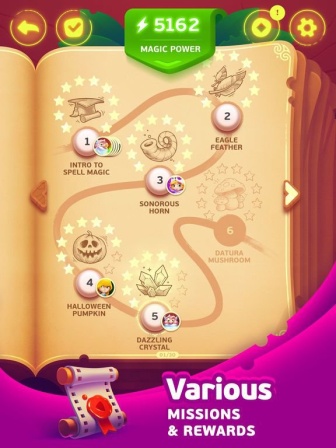 5162
MAGIC POWER
!
1
INTRO TO
SPELL MAGIC
2
EAGLE
FEATHER
3
SONOROUS
HORN
4
HALLOWEEN
PUMPKIN
5
DAZZLING
CRYSTAL
6
DATURA
MUSHROOM
Various
MISSIONS
& REWARDS